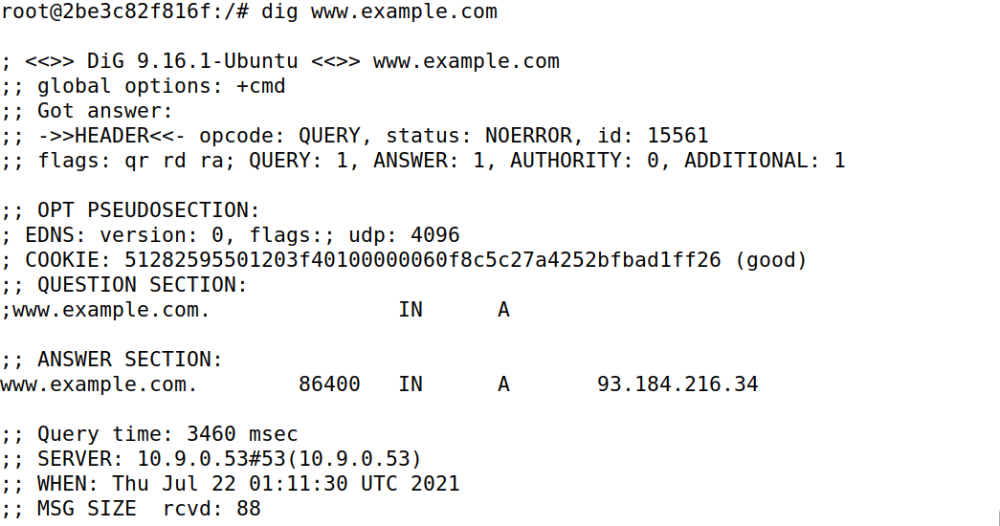 root@2be3c82f816f:/# dig www.example.com

; <<>> DiG 9.16.1-Ubuntu <<>> www.example.com
;; global options: +cmd
;; Got answer:
;; ->>HEADER<<- opcode: QUERY, status: NOERROR, id: 15561
;; flags: qr rd ra; QUERY: 1, ANSWER: 1, AUTHORITY: 0, ADDITIONAL: 1

;; OPT PSEUDOSECTION:
; EDNS: version: 0, flags:; udp: 4096
; COOKIE: 51282595501203f40100000060f8c5c27a4252bfbad1ff26 (good)
;; QUESTION SECTION:
;www.example.com.               IN      A

;; ANSWER SECTION:
www.example.com.        86400   IN      A       93.184.216.34

;; Query time: 3460 msec
;; SERVER: 10.9.0.53#53(10.9.0.53)
;; WHEN: Thu Jul 22 01:11:30 UTC 2021
;; MSG SIZE  rcvd: 88